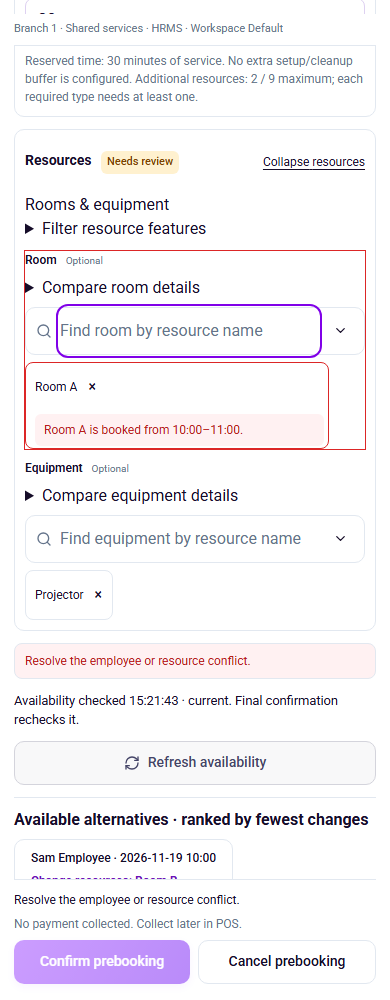 Branch 1 · Shared services · HRMS · Workspace Default
Reserved time: 30 minutes of service. No extra setup/cleanup
buffer is configured. Additional resources: 2 / 9 maximum; each
required type needs at least one.
Resources Needs review Collapse resources
Rooms & equipment
Filter resource features
Room Optional
Compare room details
Find room by resource name
Room A ×
Room A is booked from 10:00–11:00.
Equipment Optional
Compare equipment details
Find equipment by resource name
Projector ×
Resolve the employee or resource conflict.
Availability checked 15:21:43 · current. Final confirmation
rechecks it.
Refresh availability
Available alternatives · ranked by fewest changes
Sam Employee · 2026-11-19 10:00
Change resources: Room B
Resolve the employee or resource conflict.
No payment collected. Collect later in POS.
Confirm prebooking Cancel prebooking